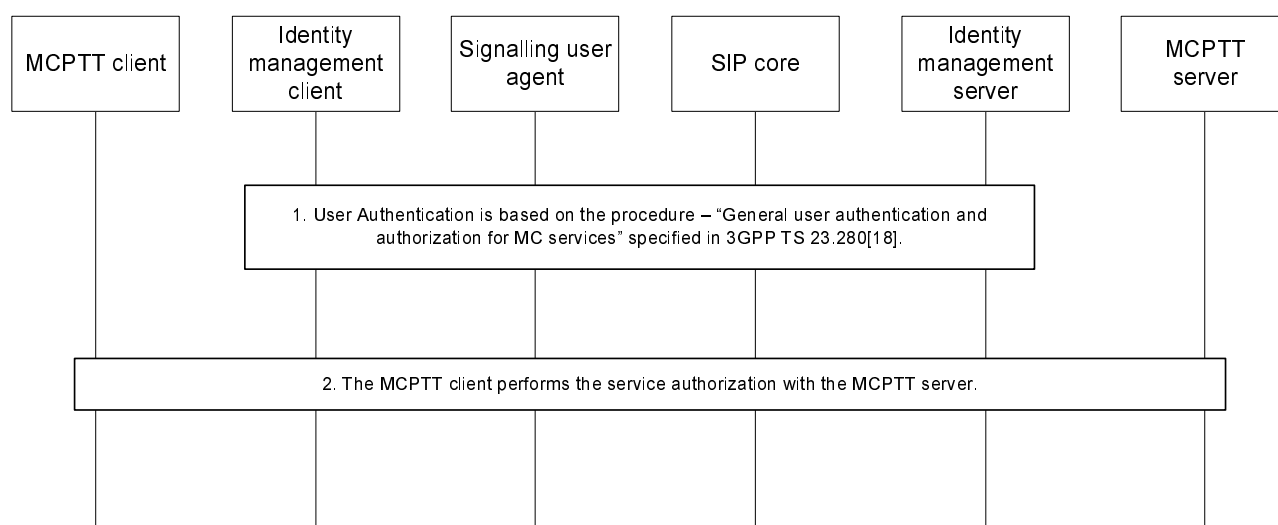 MCPTT client
Identity
management
client
Signalling user
agent
SIP core
Identity
management
server
MCPTT
server
1. User Authentication is based on the procedure – “General user authentication and
authorization for MC services” specified in 3GPP TS 23.280[18].
2. The MCPTT client performs the service authorization with the MCPTT server.